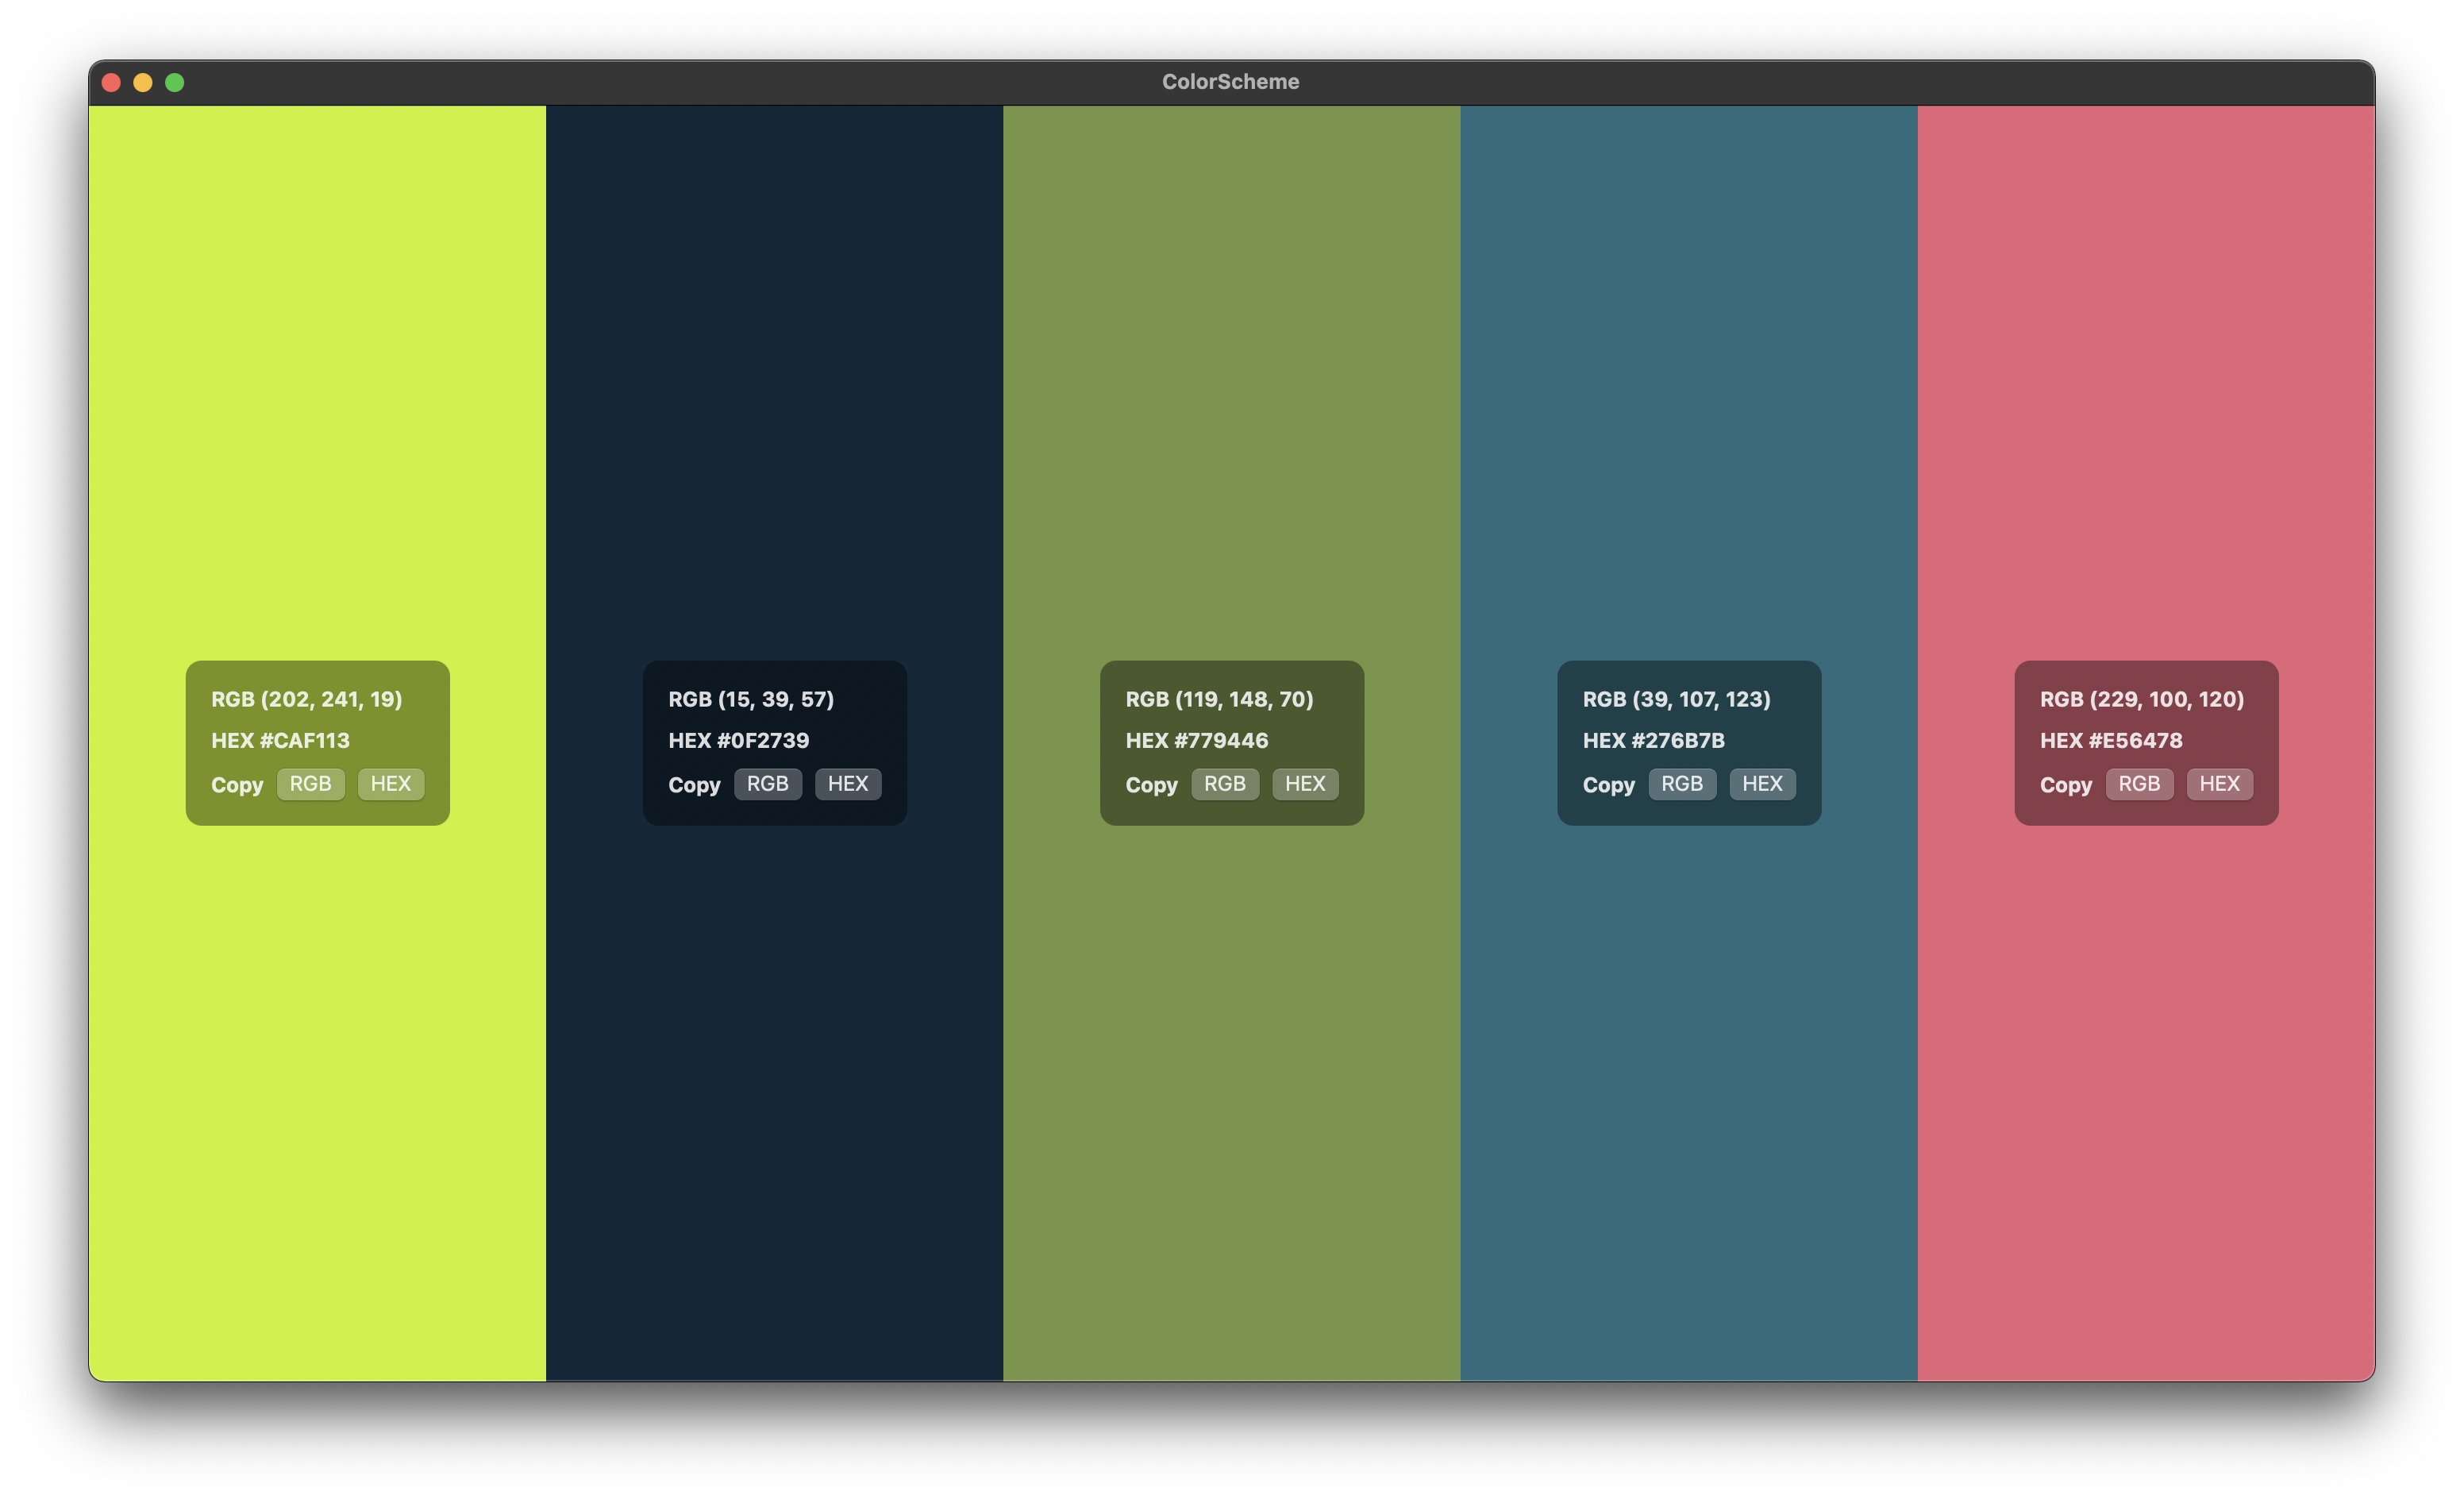 ColorScheme
RGB (202, 241, 19)
HEX #CAF113
Copy RGB HEX
RGB (15, 39, 57)
HEX #0F2739
Copy RGB HEX
RGB (119, 148, 70)
HEX #779446
Copy RGB HEX
RGB (39, 107, 123)
HEX #276B7B
Copy RGB HEX
RGB (229, 100, 120)
HEX #E56478
Copy RGB HEX